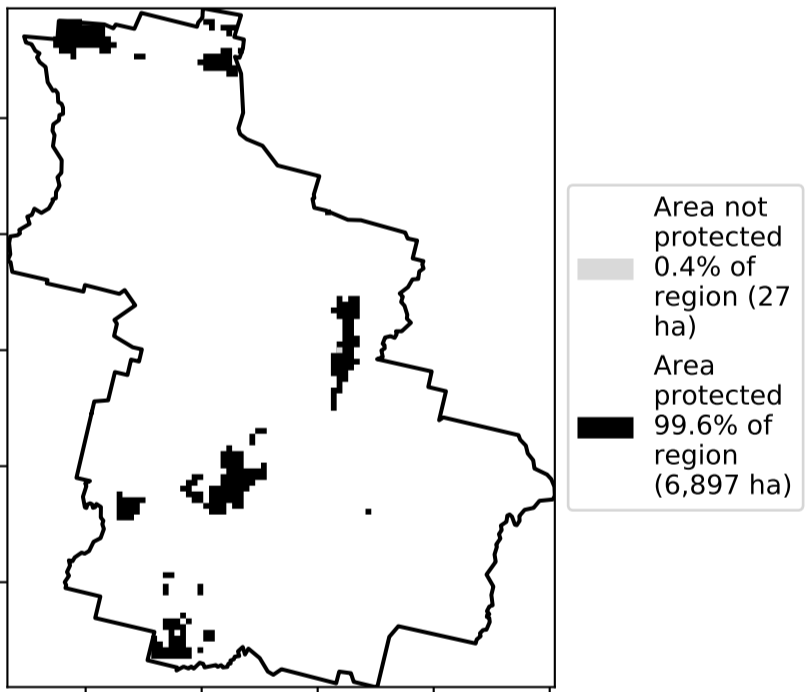 Area not
protected
0.4% of
region (27
ha)
Area
protected
99.6% of
region
(6,897 ha)